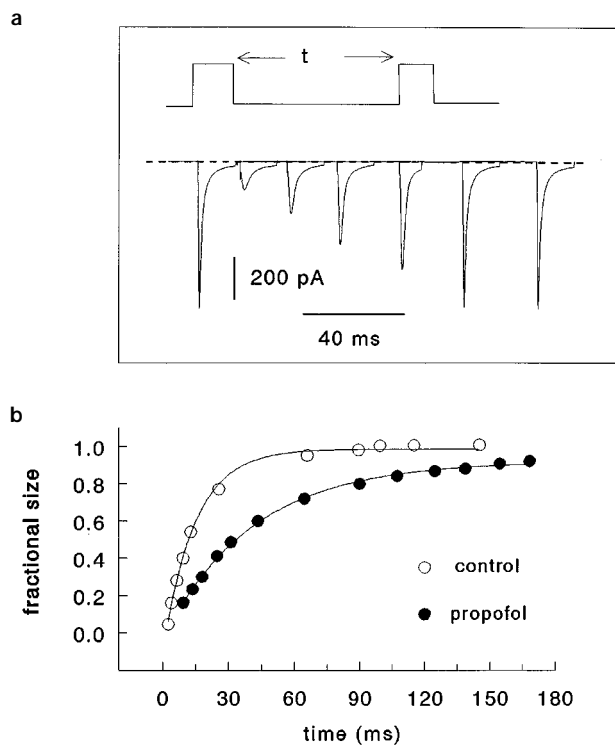 a
t
200 pA
40 ms
b
fractional size
1.0
0.8
0.6
0.4
0.2
0.0
control
propofol
0 30 60 90 120 150 180
time (ms)